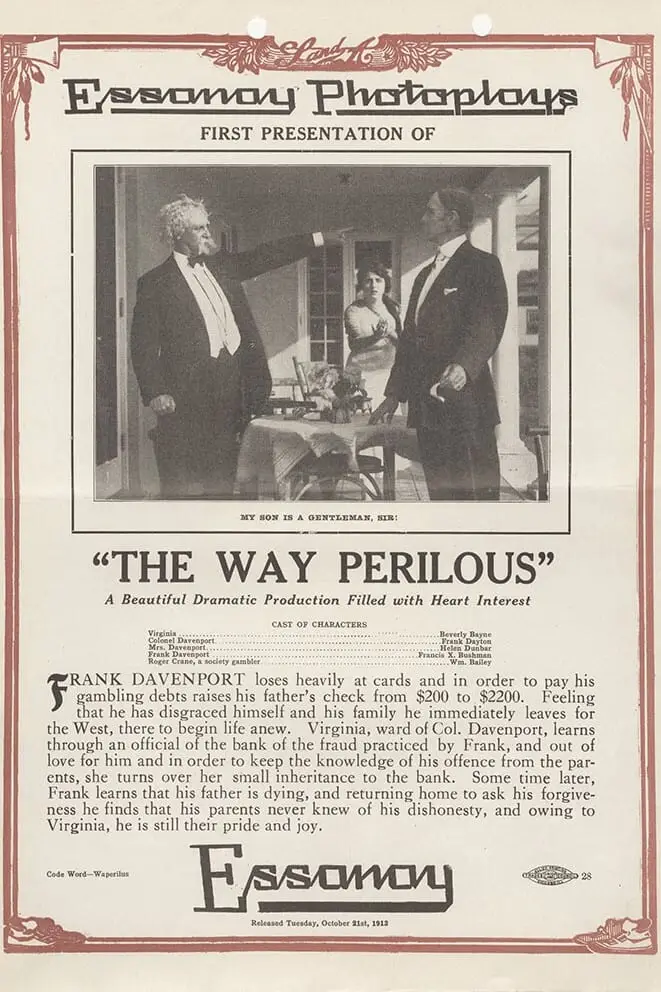 S and A
Essanay Photoplays
FIRST PRESENTATION OF
MY SON IS A GENTLEMAN, SIR!
“THE WAY PERILOUS”
A Beautiful Dramatic Production Filled with Heart Interest
CAST OF CHARACTERS
Virginia Beverly Bayne
Colonel Davenport Frank Dayton
Mrs. Davenport Helen Dunbar
Frank Davenport Francis X. Bushman
Roger Crane, a society gambler Wm. Bailey
FRANK DAVENPORT loses heavily at cards and in order to pay his
gambling debts raises his father's check from $200 to $2200. Feeling
that he has disgraced himself and his family he immediately leaves for
the West, there to begin life anew. Virginia, ward of Col. Davenport, learns
through an official of the bank of the fraud practiced by Frank, and out of
love for him and in order to keep the knowledge of his offence from the par-
ents, she turns over her small inheritance to the bank. Some time later,
Frank learns that his father is dying, and returning home to ask his forgive-
ness he finds that his parents never knew of his dishonesty, and owing to
Virginia, he is still their pride and joy.
Code Word—Waperilus
28
Essanay
Released Tuesday, October 21st, 1913